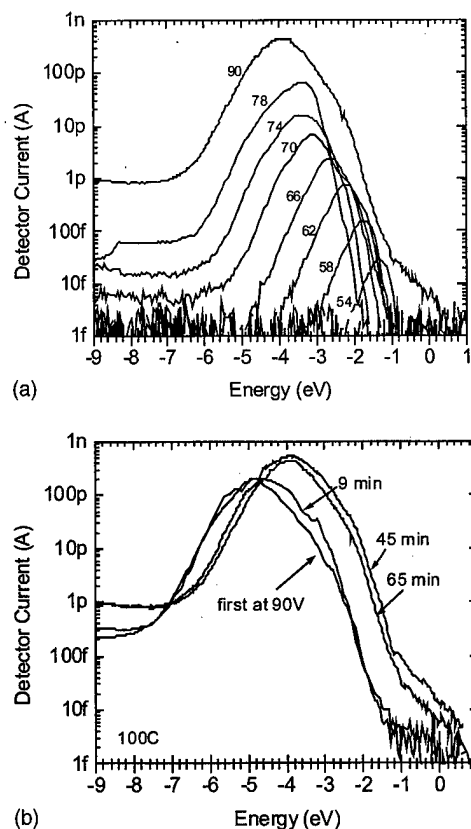 1n
100p
10p
1p
100f
10f
1f
Detector Current (A)
90
78
74
70
66
62
58
54
-9 -8 -7 -6 -5 -4 -3 -2 -1 0 1
Energy (eV)
(a)
1n
100p
10p
1p
100f
10f
1f
Detector Current (A)
9 min
45 min
65 min
first at 90V
100C
-9 -8 -7 -6 -5 -4 -3 -2 -1 0
Energy (eV)
(b)